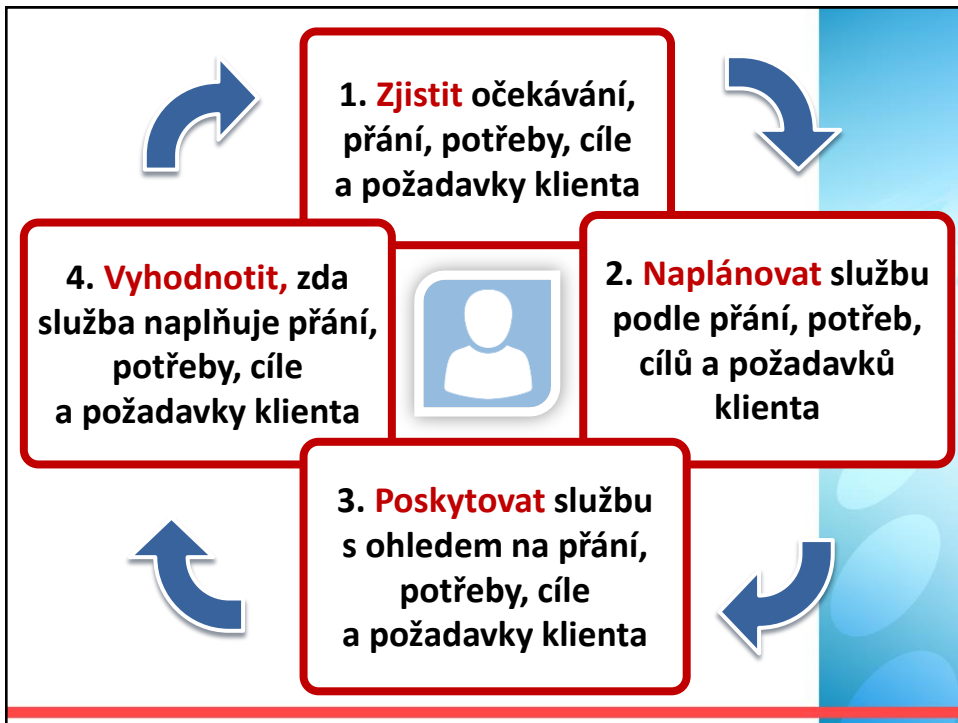 1. Zjistit očekávání,
přání, potřeby, cíle
a požadavky klienta
2. Naplánovat službu
podle přání, potřeb,
cílů a požadavků
klienta
3. Poskytovat službu
s ohledem na přání,
potřeby, cíle
a požadavky klienta
4. Vyhodnotit, zda
služba naplňuje přání,
potřeby, cíle
a požadavky klienta